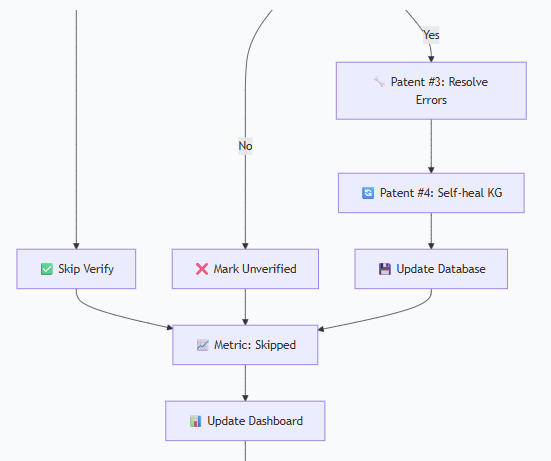 Yes
🔧 Patent #3: Resolve
Errors
No
🔄 Patent #4: Self-heal KG
✅ Skip Verify
❌ Mark Unverified
💾 Update Database
📈 Metric: Skipped
📊 Update Dashboard